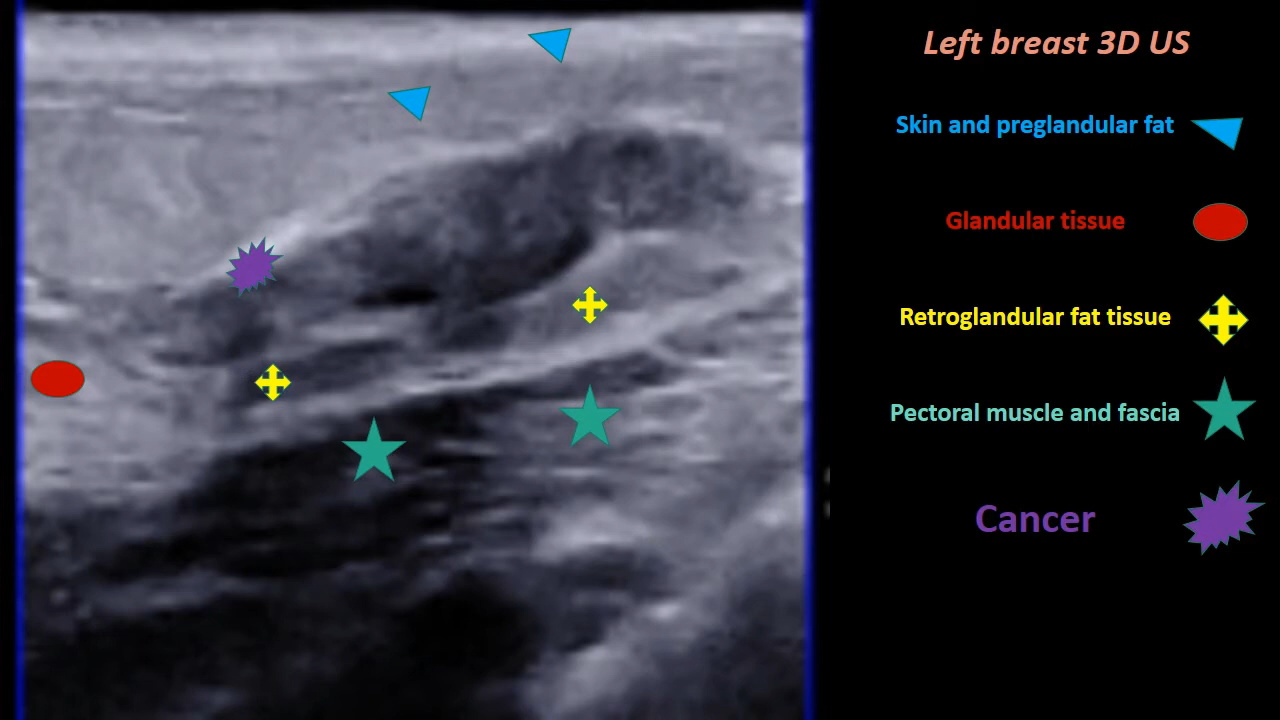 Left breast 3D US
Skin and preglandular fat
Glandular tissue
Retroglandular fat tissue
Pectoral muscle and fascia
Cancer